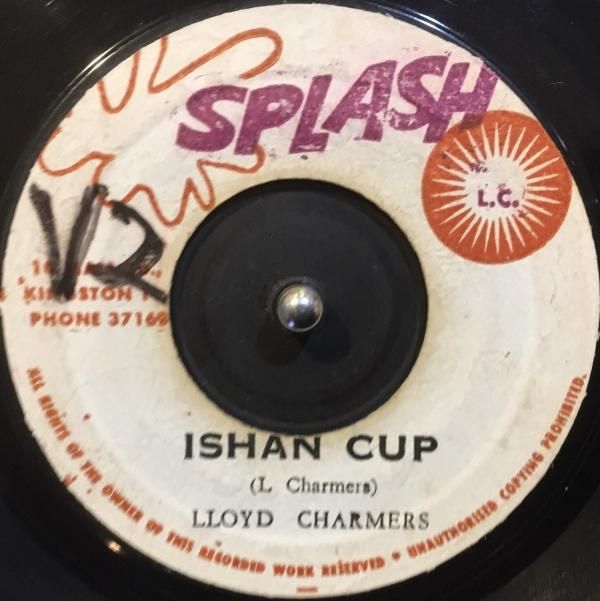 SPLASH
L.C.
V2
KINGSTON
PHONE 37169
ISHAN CUP
(L Charmers)
LLOYD CHARMERS
ALL RIGHTS OF THE OWNER OF THIS RECORDED WORK RESERVED • UNAUTHORISED COPYING PROHIBITED.